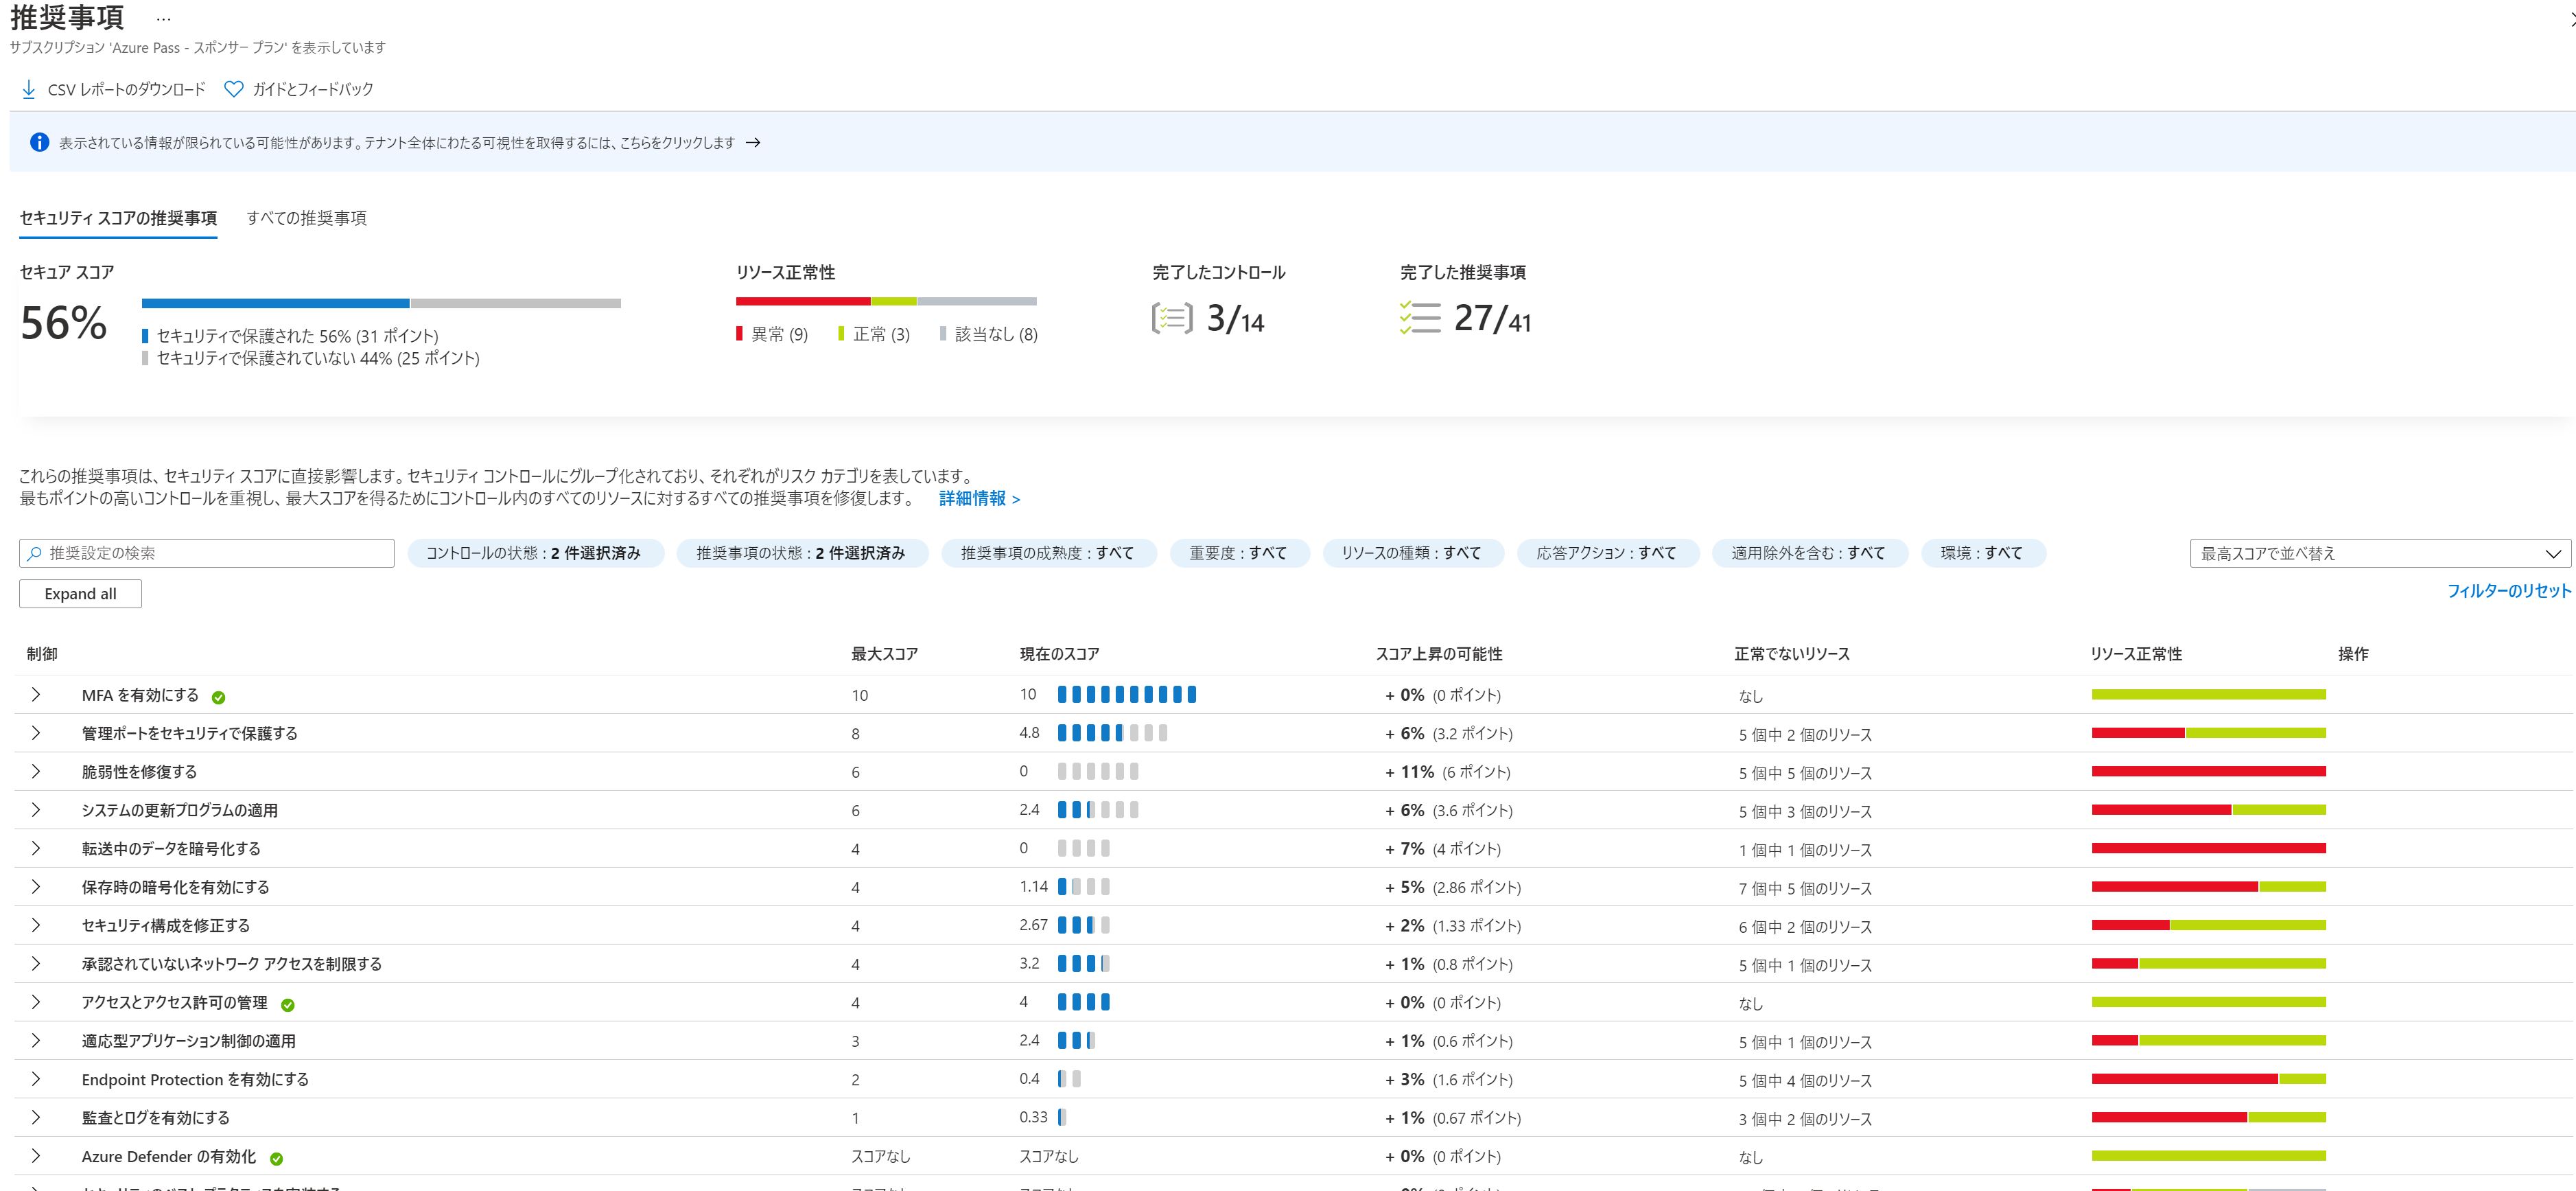 推奨事項 …
サブスクリプション 'Azure Pass - スポンサー プラン' を表示しています
CSV レポートのダウンロード ガイドとフィードバック
表示されている情報が限られている可能性があります。テナント全体にわたる可視性を取得するには、こちらをクリックします →
セキュリティ スコアの推奨事項 すべての推奨事項
セキュア スコア リソース正常性 完了したコントロール 完了した推奨事項
56% 3/14 27/41
セキュリティで保護された 56% (31 ポイント) 異常 (9) 正常 (3) 該当なし (8)
セキュリティで保護されていない 44% (25 ポイント)
これらの推奨事項は、セキュリティ スコアに直接影響します。セキュリティ コントロールにグループ化されており、それぞれがリスク カテゴリを表しています。
最もポイントの高いコントロールを重視し、最大スコアを得るためにコントロール内のすべてのリソースに対するすべての推奨事項を修復します。 詳細情報 >
推奨設定の検索 コントロールの状態 : 2 件選択済み 推奨事項の状態 : 2 件選択済み 推奨事項の成熟度 : すべて 重要度 : すべて リソースの種類 : すべて 応答アクション : すべて 適用除外を含む : すべて 環境 : すべて 最高スコアで並べ替え
Expand all フィルターのリセット
制御 最大スコア 現在のスコア スコア上昇の可能性 正常でないリソース リソース正常性 操作
MFA を有効にする 10 10 + 0% (0 ポイント) なし
管理ポートをセキュリティで保護する 8 4.8 + 6% (3.2 ポイント) 5 個中 2 個のリソース
脆弱性を修復する 6 0 + 11% (6 ポイント) 5 個中 5 個のリソース
システムの更新プログラムの適用 6 2.4 + 6% (3.6 ポイント) 5 個中 3 個のリソース
転送中のデータを暗号化する 4 0 + 7% (4 ポイント) 1 個中 1 個のリソース
保存時の暗号化を有効にする 4 1.14 + 5% (2.86 ポイント) 7 個中 5 個のリソース
セキュリティ構成を修正する 4 2.67 + 2% (1.33 ポイント) 6 個中 2 個のリソース
承認されていないネットワーク アクセスを制限する 4 3.2 + 1% (0.8 ポイント) 5 個中 1 個のリソース
アクセスとアクセス許可の管理 4 4 + 0% (0 ポイント) なし
適応型アプリケーション制御の適用 3 2.4 + 1% (0.6 ポイント) 5 個中 1 個のリソース
Endpoint Protection を有効にする 2 0.4 + 3% (1.6 ポイント) 5 個中 4 個のリソース
監査とログを有効にする 1 0.33 + 1% (0.67 ポイント) 3 個中 2 個のリソース
Azure Defender の有効化 スコアなし スコアなし + 0% (0 ポイント) なし